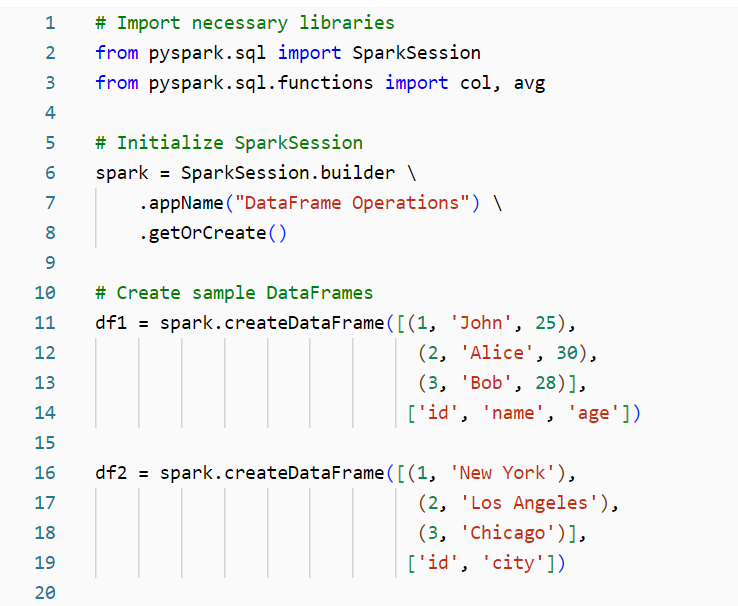 1 # Import necessary libraries
2 from pyspark.sql import SparkSession
3 from pyspark.sql.functions import col, avg
4
5 # Initialize SparkSession
6 spark = SparkSession.builder \
7     .appName("DataFrame Operations") \
8     .getOrCreate()
9
10 # Create sample DataFrames
11 df1 = spark.createDataFrame([(1, 'John', 25),
12                               (2, 'Alice', 30),
13                               (3, 'Bob', 28)],
14                              ['id', 'name', 'age'])
15
16 df2 = spark.createDataFrame([(1, 'New York'),
17                               (2, 'Los Angeles'),
18                               (3, 'Chicago')],
19                              ['id', 'city'])
20